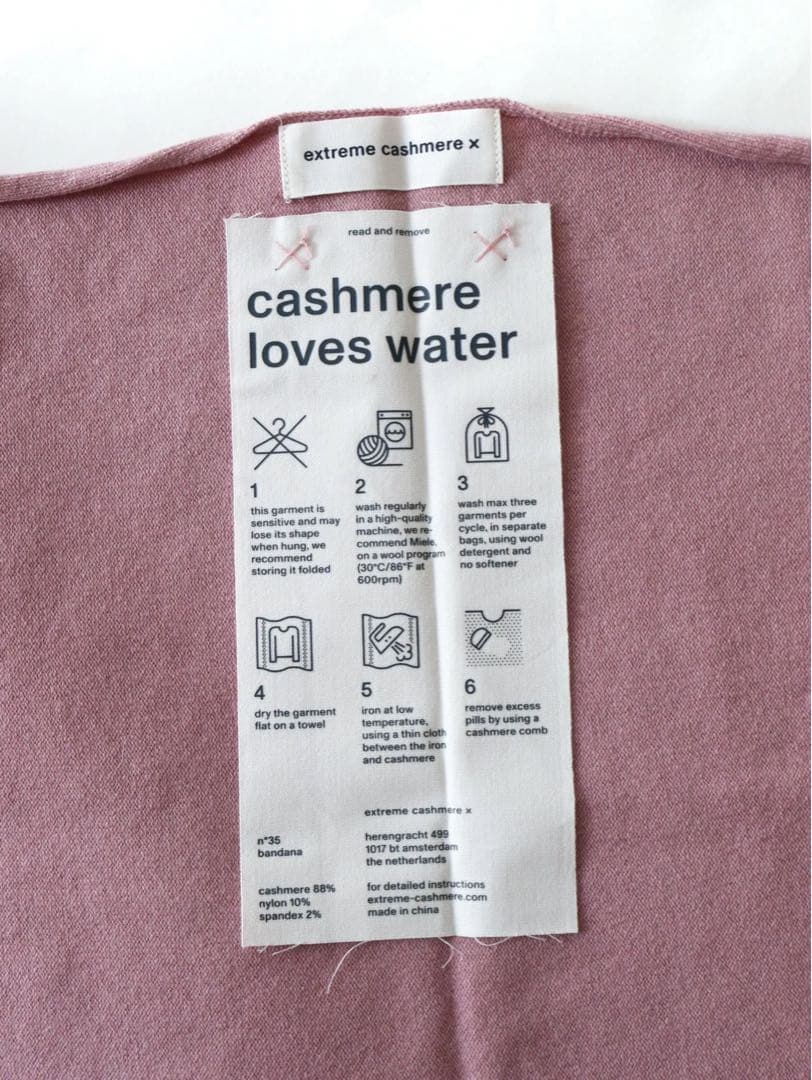 extreme cashmere x
read and remove
cashmere
loves water
1
this garment is
sensitive and may
lose its shape
when hung, we
recommend
storing it folded
2
wash regularly
in a high-quality
machine, we re-
commend Miele,
on a wool program
(30°C/86°F at
600rpm)
3
wash max three
garments per
cycle, in separate
bags, using wool
detergent and
no softener
4
dry the garment
flat on a towel
5
iron at low
temperature,
using a thin cloth
between the iron
and cashmere
6
remove excess
pills by using a
cashmere comb
n°35
bandana
cashmere 88%
nylon 10%
spandex 2%
extreme cashmere x
herengracht 499
1017 bt amsterdam
the netherlands
for detailed instructions
extreme-cashmere.com
made in china